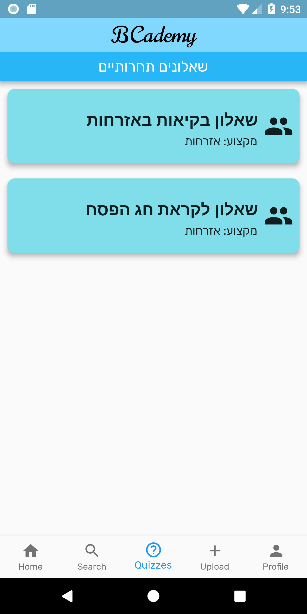 9:53
BCademy
שאלונים תחרותיים
שאלון בקיאות באזרחות
מקצוע: אזרחות
שאלון לקראת חג הפסח
מקצוע: אזרחות
Home
Search
Quizzes
Upload
Profile